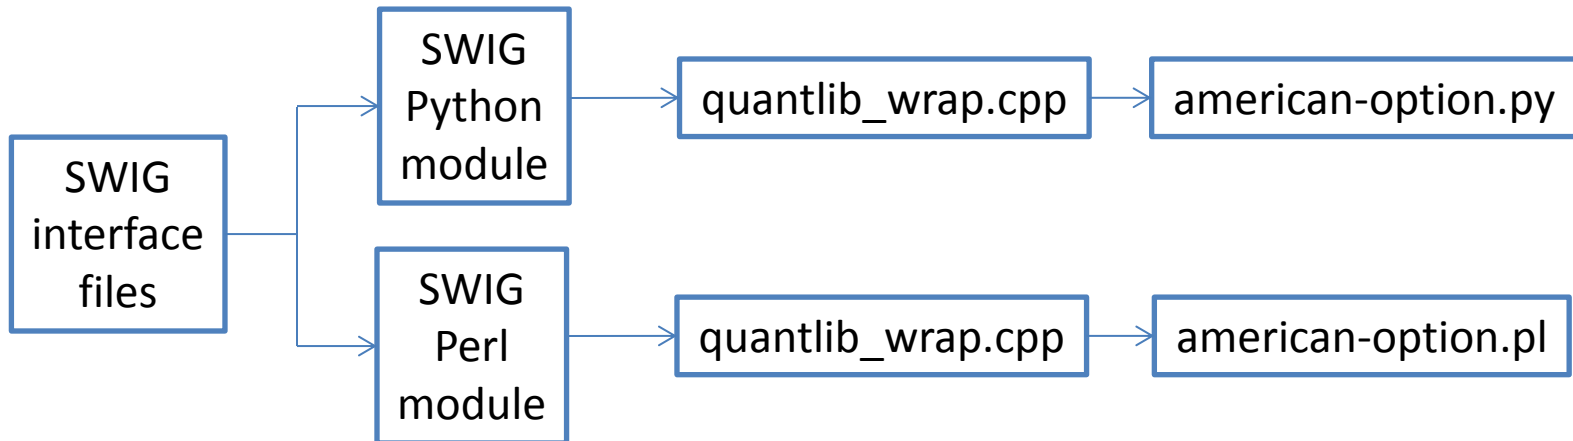 SWIG
interface
files
SWIG
Python
module
quantlib_wrap.cpp
american-option.py
SWIG
Perl
module
quantlib_wrap.cpp
american-option.pl